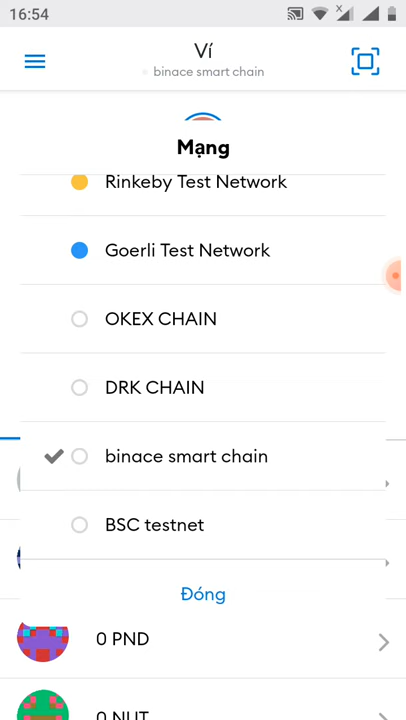 16:54
Ví
binace smart chain
Mạng
Rinkeby Test Network
Goerli Test Network
OKEX CHAIN
DRK CHAIN
binace smart chain
BSC testnet
Đóng
0 PND
0 NUT